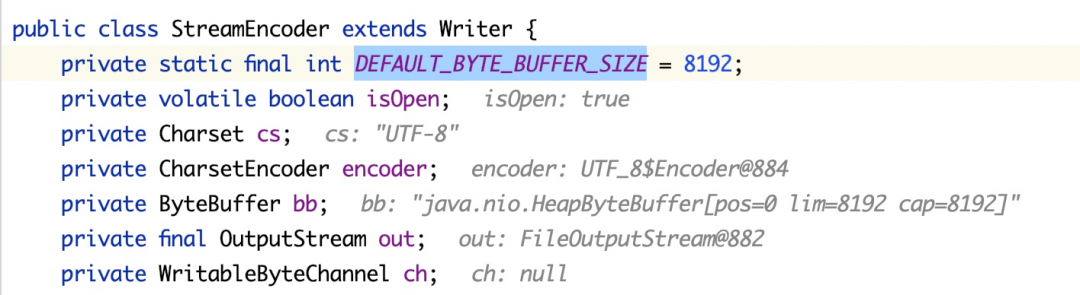 public class StreamEncoder extends Writer {
private static final int DEFAULT_BYTE_BUFFER_SIZE = 8192;
private volatile boolean isOpen; isOpen: true
private Charset cs; cs: "UTF-8"
private CharsetEncoder encoder; encoder: UTF_8$Encoder@884
private ByteBuffer bb; bb: "java.nio.HeapByteBuffer[pos=0 lim=8192 cap=8192]"
private final OutputStream out; out: FileOutputStream@882
private WritableByteChannel ch; ch: null